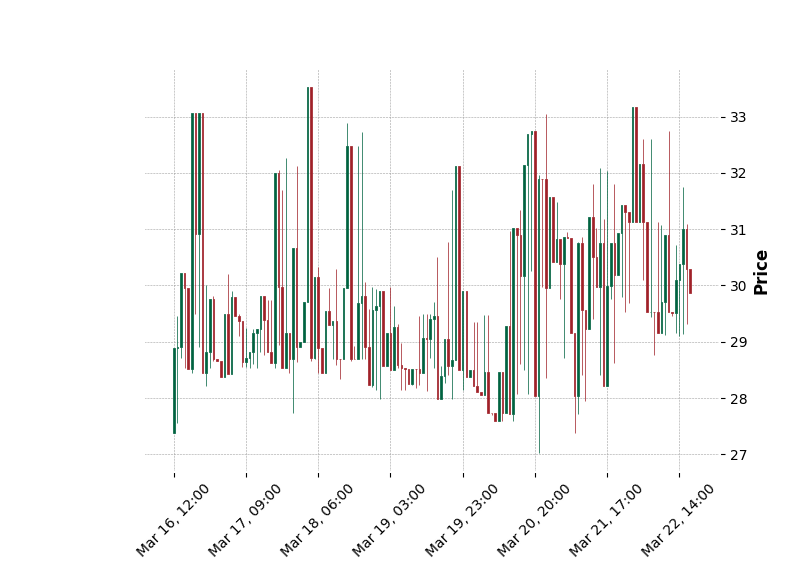 33
32
31
30
29
28
27
Price
Mar 16, 12:00
Mar 17, 09:00
Mar 18, 06:00
Mar 19, 03:00
Mar 19, 23:00
Mar 20, 20:00
Mar 21, 17:00
Mar 22, 14:00